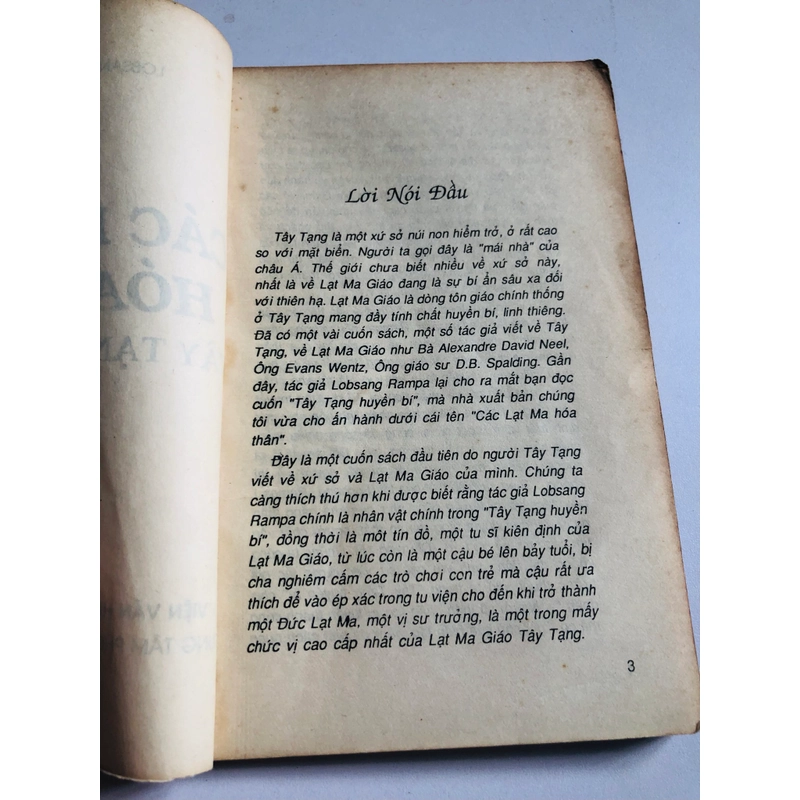 LOBSAN
Lời Nói Đầu
Tây Tạng là một xứ sở núi non hiểm trở, ở rất cao
so với mặt biển. Người ta gọi đây là "mái nhà" của
châu Á. Thế giới chưa biết nhiều về xứ sở này,
nhất là về Lạt Ma Giáo đang là sự bí ẩn sâu xa đối
với thiên hạ. Lạt Ma Giáo là dòng tôn giáo chính thống
ở Tây Tạng mang đầy tính chất huyền bí, linh thiêng.
Đã có một vài cuốn sách, một số tác giả viết về Tây
Tạng, về Lạt Ma Giáo như Bà Alexandre David Neel,
Ông Evans Wentz, Ông giáo sư D.B. Spalding. Gần
đây, tác giả Lobsang Rampa lại cho ra mắt bạn đọc
cuốn "Tây Tạng huyền bí", mà nhà xuất bản chúng
tôi vừa cho ấn hành dưới cái tên "Các Lạt Ma hóa
thân".
Đây là một cuốn sách đầu tiên do người Tây Tạng
viết về xứ sở và Lạt Ma Giáo của mình. Chúng ta
càng thích thú hơn khi được biết rằng tác giả Lobsang
Rampa chính là nhân vật chính trong "Tây Tạng huyền
bí", đồng thời là môt tín đồ, một tu sĩ kiên định của
Lạt Ma Giáo, từ lúc còn là một cậu bé lên bảy tuổi, bị
cha nghiêm cấm các trò chơi con trẻ mà cậu rất ưa
thích để vào ép xác trong tu viện cho đến khi trở thành
một Đức Lạt Ma, một vị sư trưởng, là một trong mấy
chức vị cao cấp nhất của Lạt Ma Giáo Tây Tạng.
3